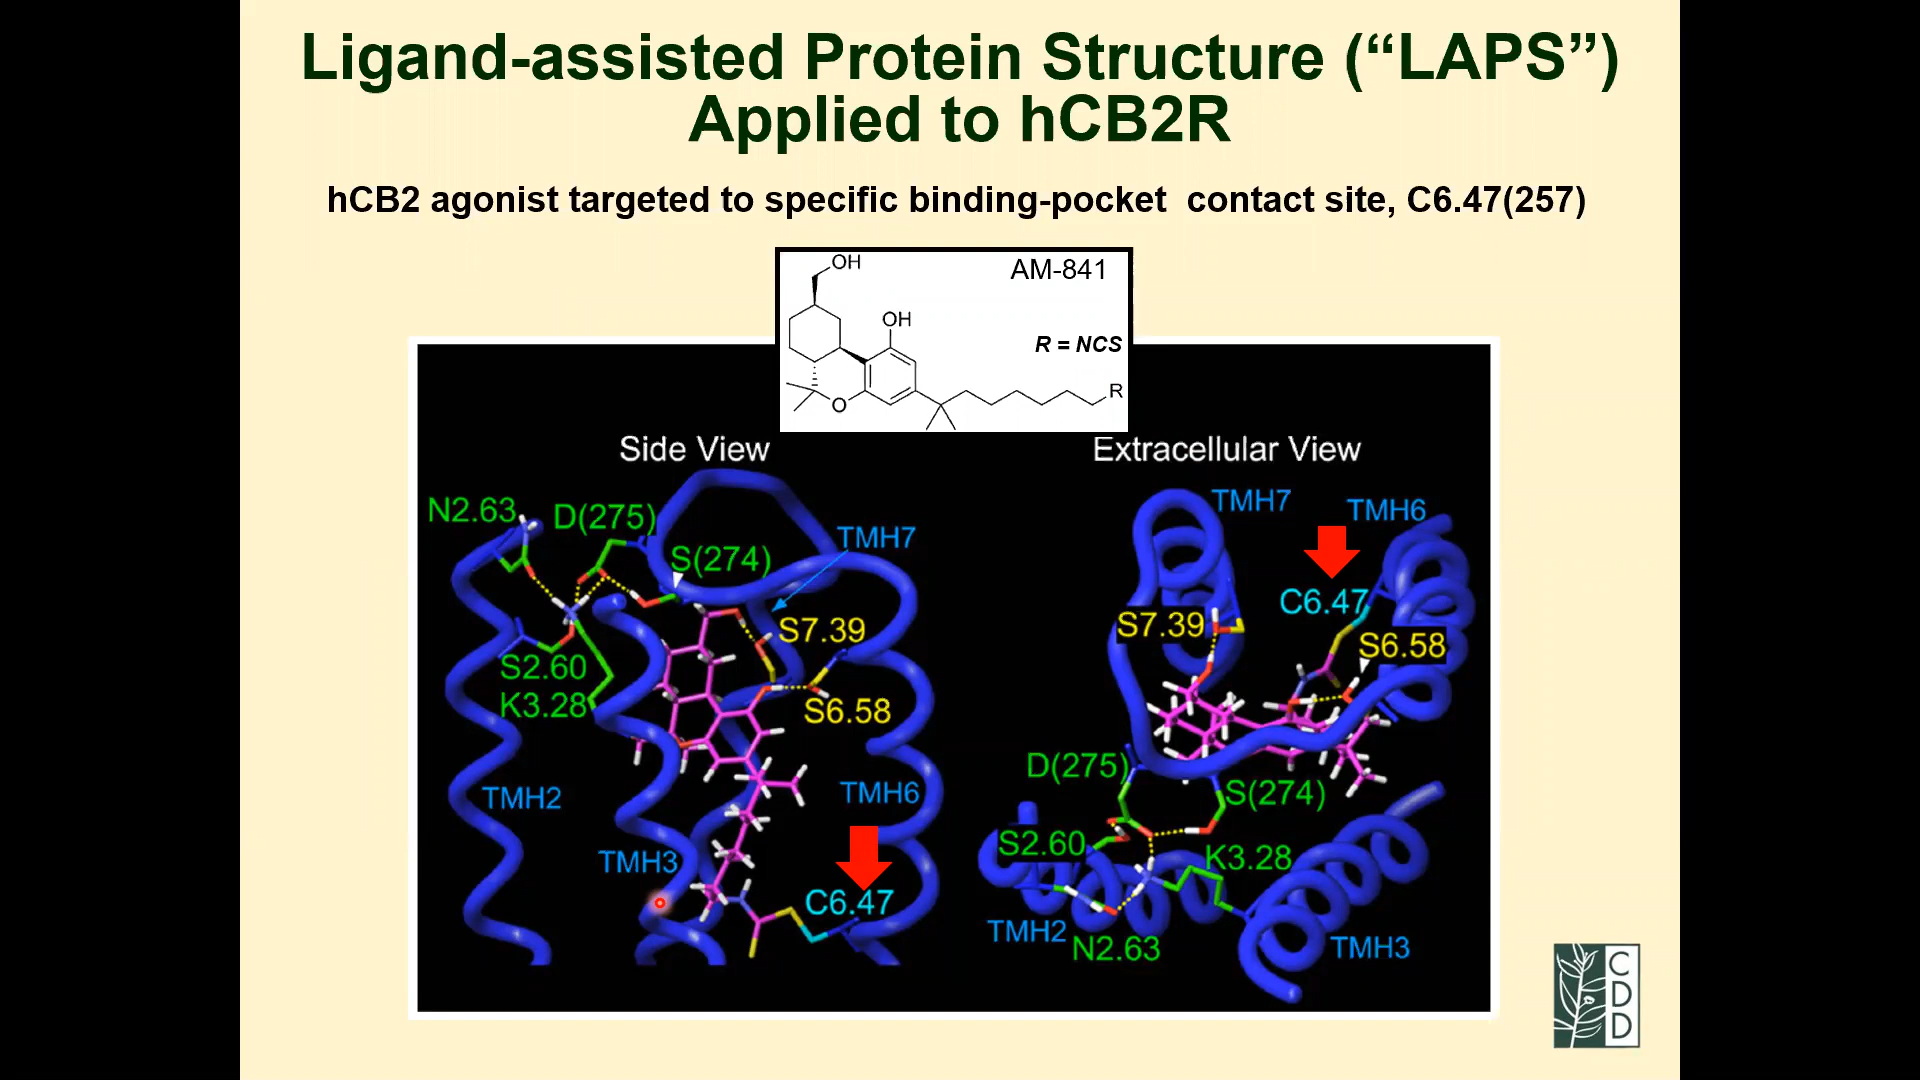 Ligand-assisted Protein Structure (“LAPS”)
Applied to hCB2R
hCB2 agonist targeted to specific binding-pocket contact site, C6.47(257)
OH
AM-841
OH
R = NCS
R
O
Side View
N2.63
D(275)
S(274)
TMH7
S7.39
S2.60
K3.28
S6.58
TMH2
TMH6
TMH3
C6.47
Extracellular View
TMH7
TMH6
C6.47
S7.39
S6.58
D(275)
S(274)
S2.60
K3.28
TMH2
N2.63
TMH3
C
D
D